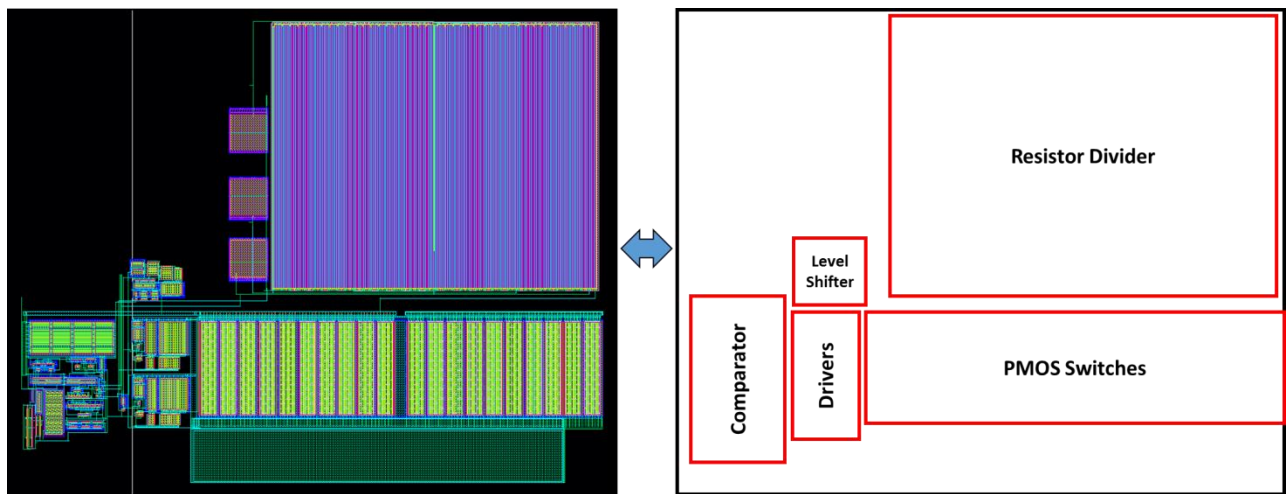 Resistor Divider
Level
Shifter
Comparator
Drivers
PMOS Switches